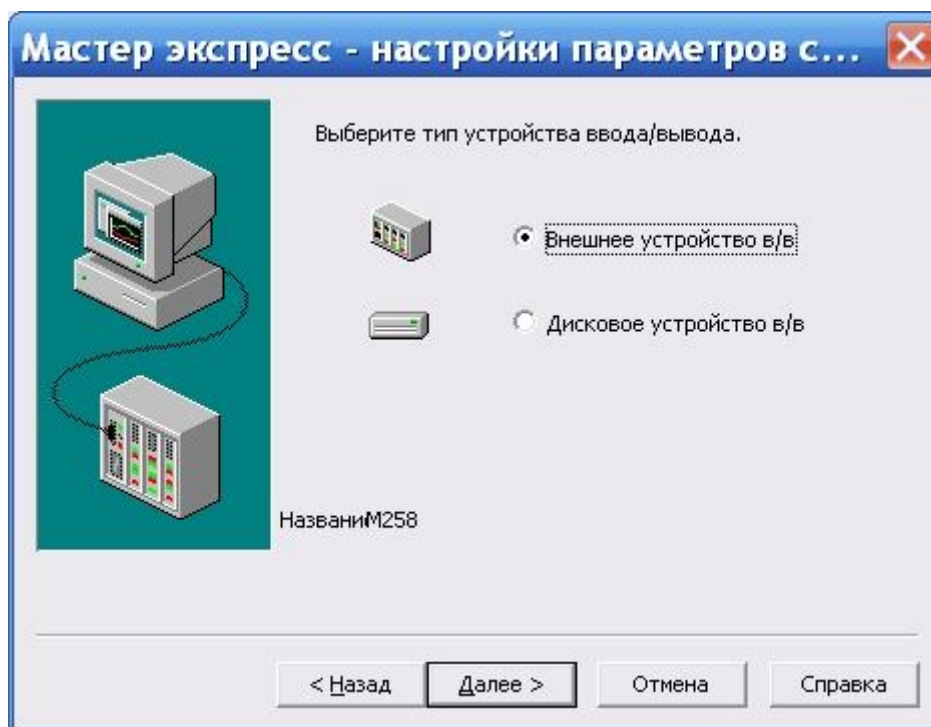 Мастер экспресс - настройки параметров с...
Выберите тип устройства ввода/вывода.
Внешнее устройство в/в
Дисковое устройство в/в
НазваниM258
< Назад
Далее >
Отмена
Справка